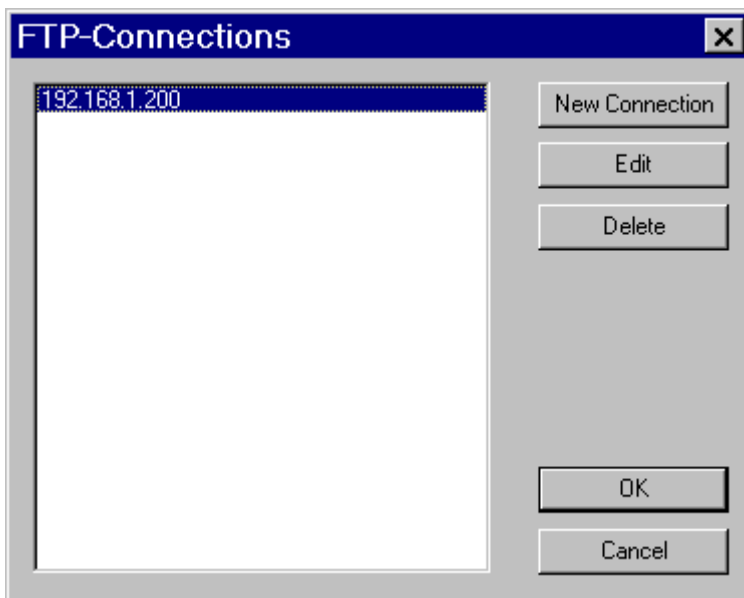 FTP-Connections
192.168.1.200
New Connection
Edit
Delete
OK
Cancel